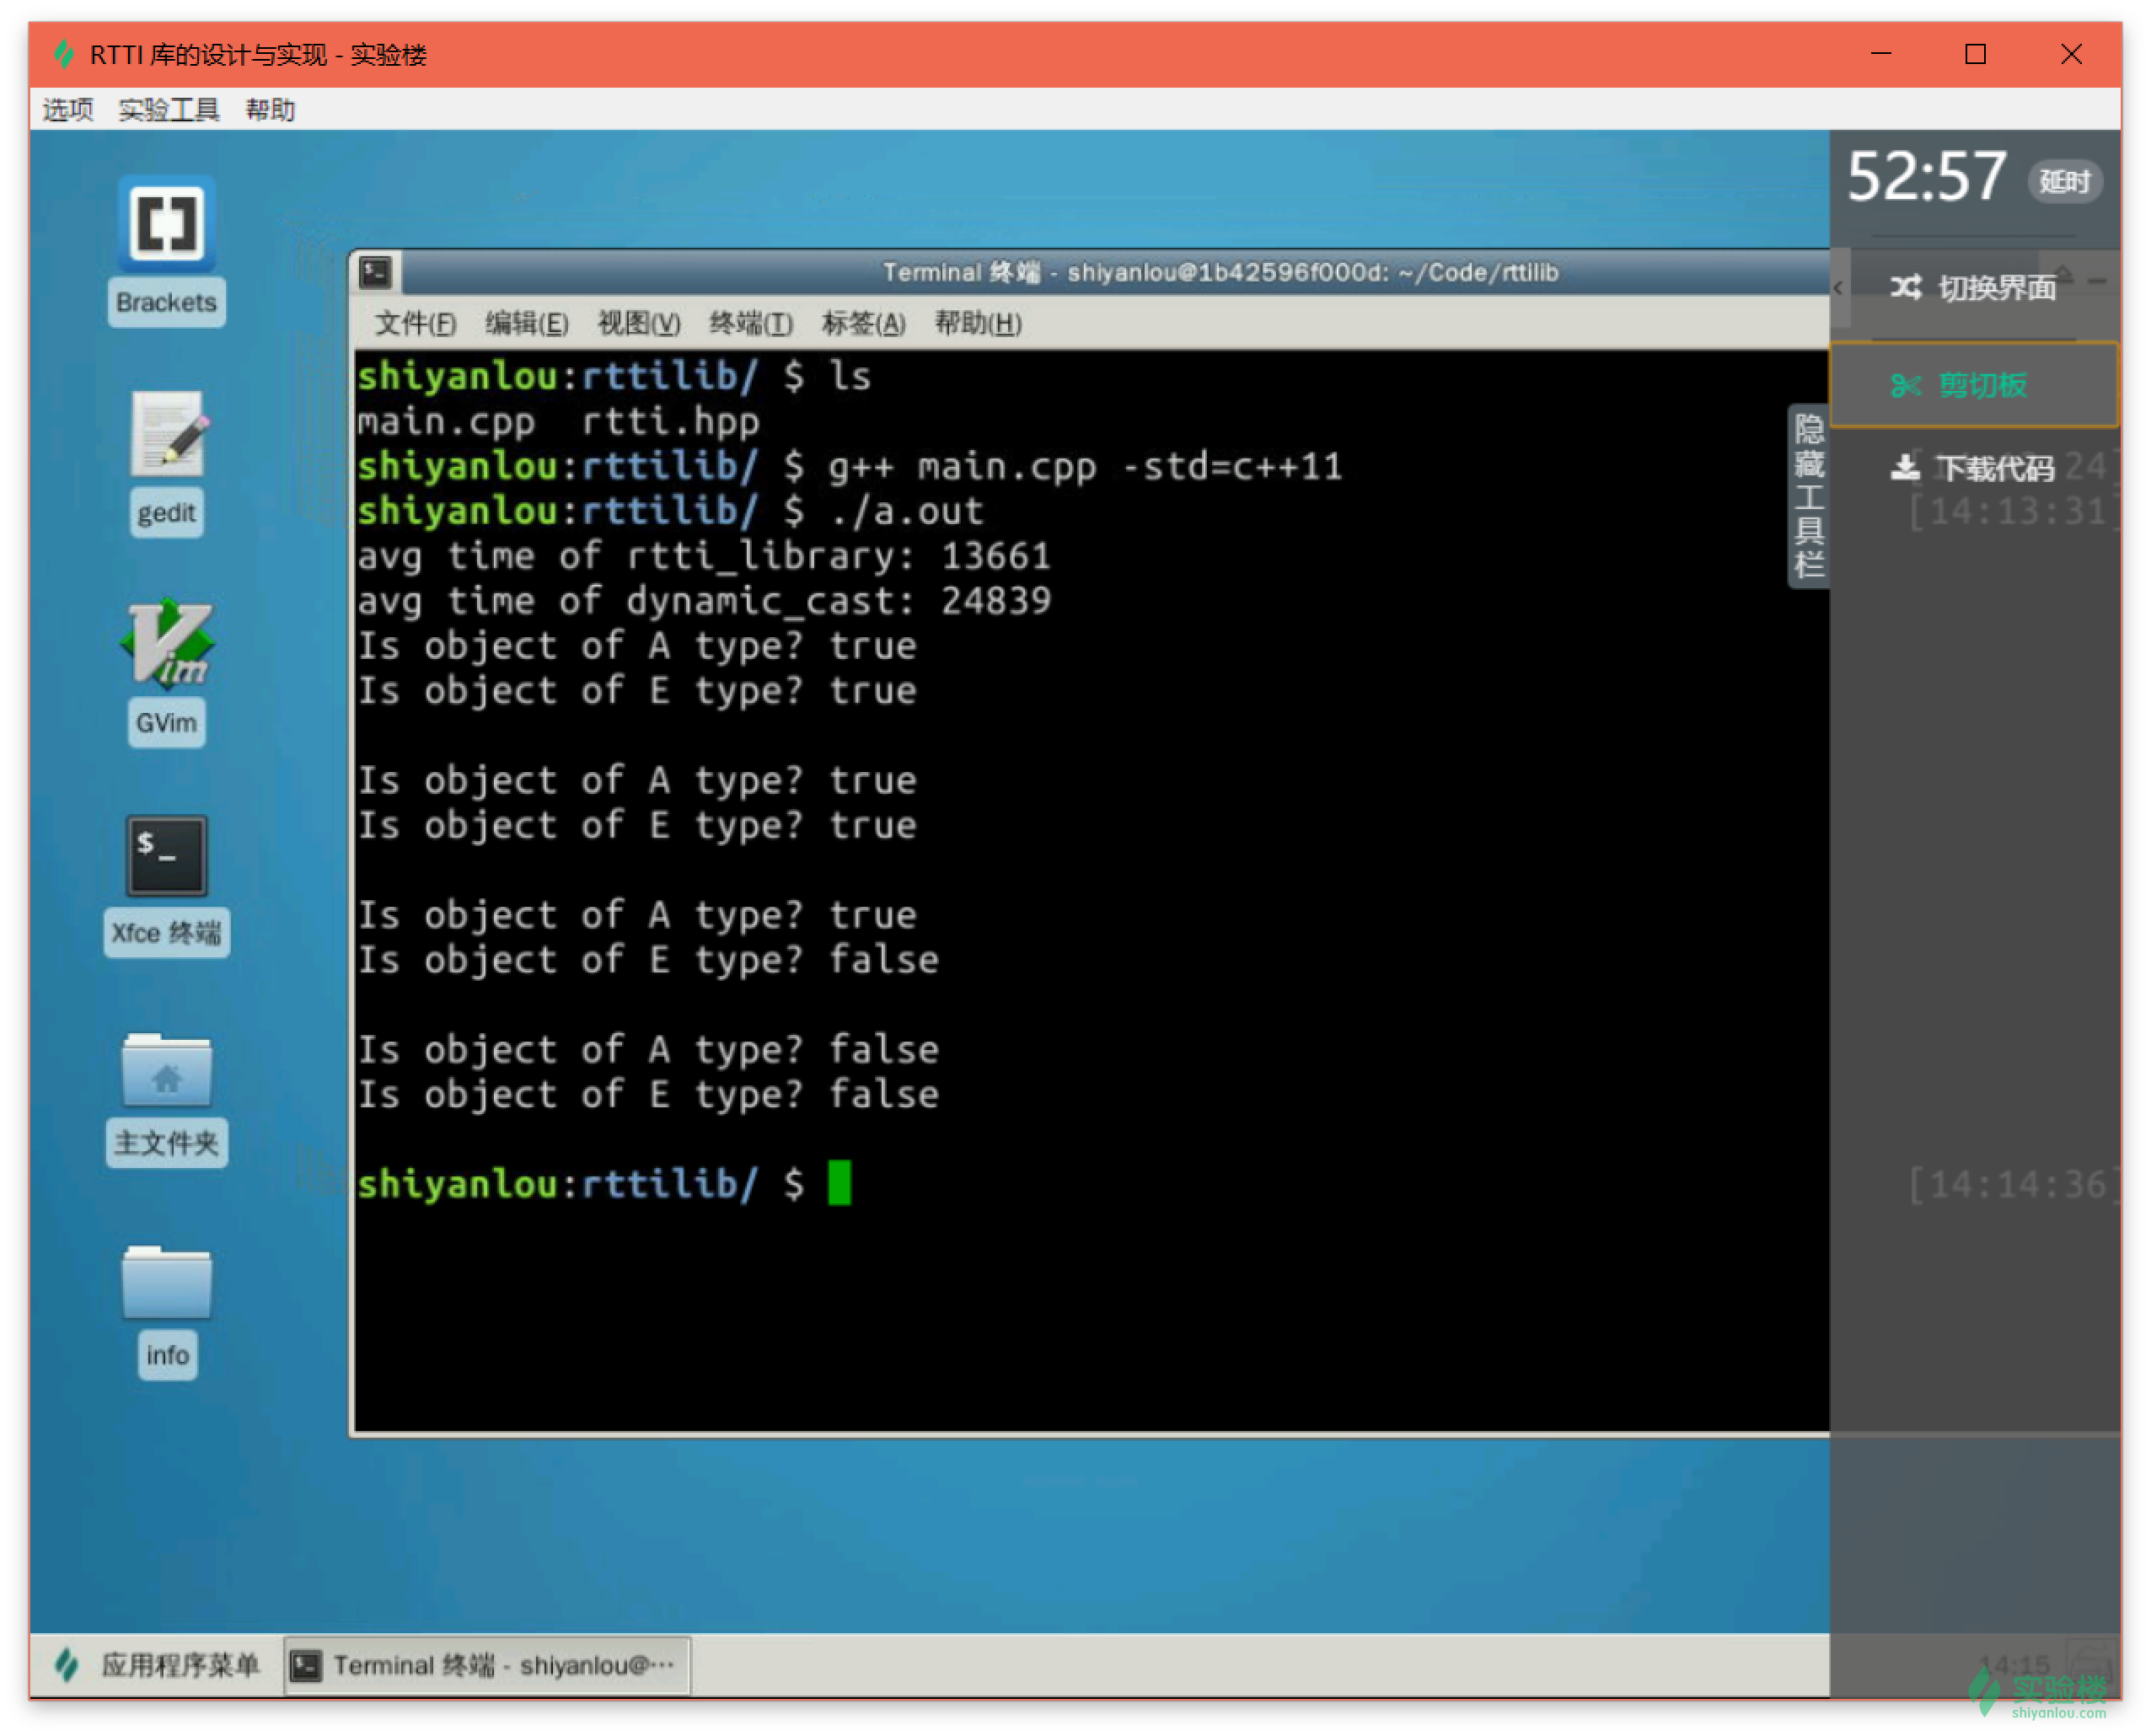 RTTI 库的设计与实现 - 实验楼
选项 实验工具 帮助
52:57 延时
Brackets
gedit
GVim
Xfce 终端
主文件夹
info
Terminal 终端 - shiyanlou@1b42596f000d: ~/Code/rttilib
文件(F) 编辑(E) 视图(V) 终端(T) 标签(A) 帮助(H)
shiyanlou:rttilib/ $ ls
main.cpp rtti.hpp
shiyanlou:rttilib/ $ g++ main.cpp -std=c++11
shiyanlou:rttilib/ $ ./a.out
[14:13:31]
avg time of rtti_library: 13661
avg time of dynamic_cast: 24839
Is object of A type? true
Is object of E type? true
Is object of A type? true
Is object of E type? true
Is object of A type? true
Is object of E type? false
Is object of A type? false
Is object of E type? false
shiyanlou:rttilib/ $
[14:14:36]
切换界面
剪切板
下载代码
隐藏工具栏
应用程序菜单
Terminal 终端 - shiyanlou@···
14:15
实验楼
shiyanlou.com